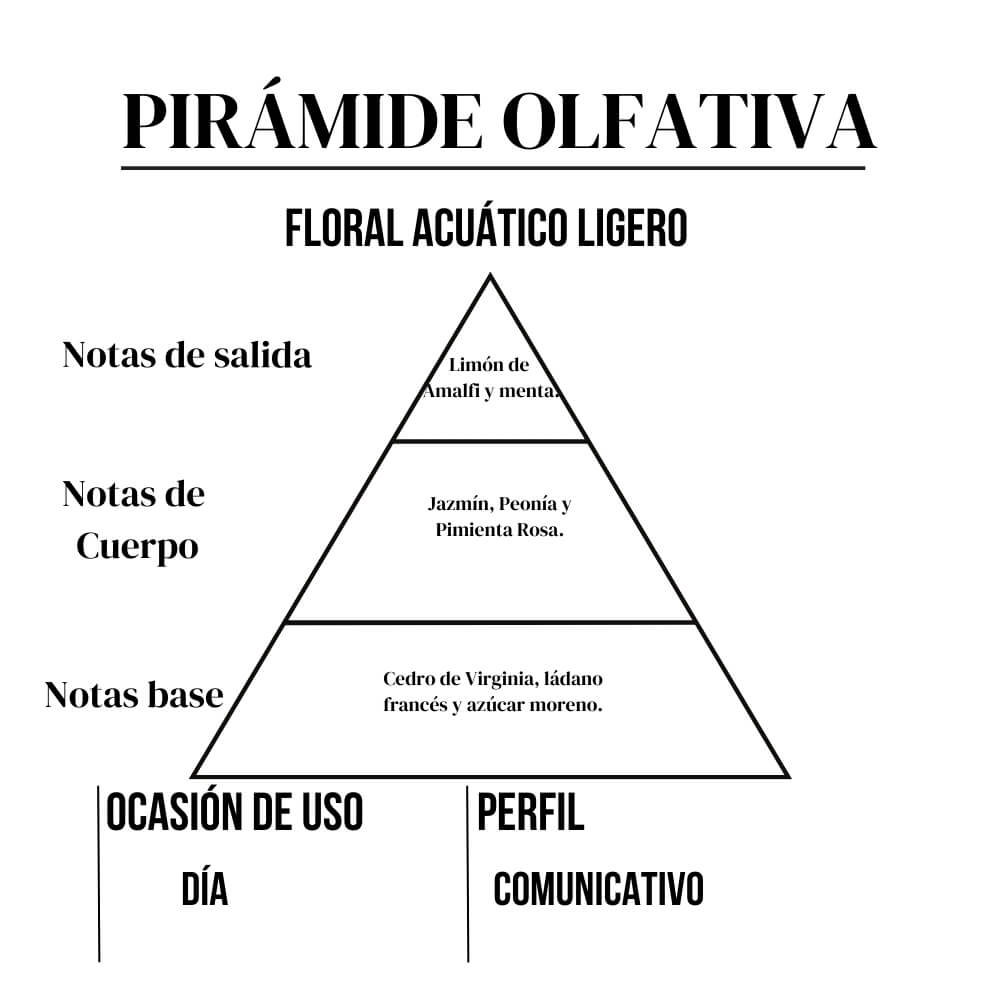 PIRÁMIDE OLFATIVA
FLORAL ACUÁTICO LIGERO
Notas de salida
Limón de
Amalfi y menta.
Notas de
Cuerpo
Jazmín, Peonía y
Pimienta Rosa.
Notas base
Cedro de Virginia, ládano
francés y azúcar moreno.
OCASIÓN DE USO
DÍA
PERFIL
COMUNICATIVO